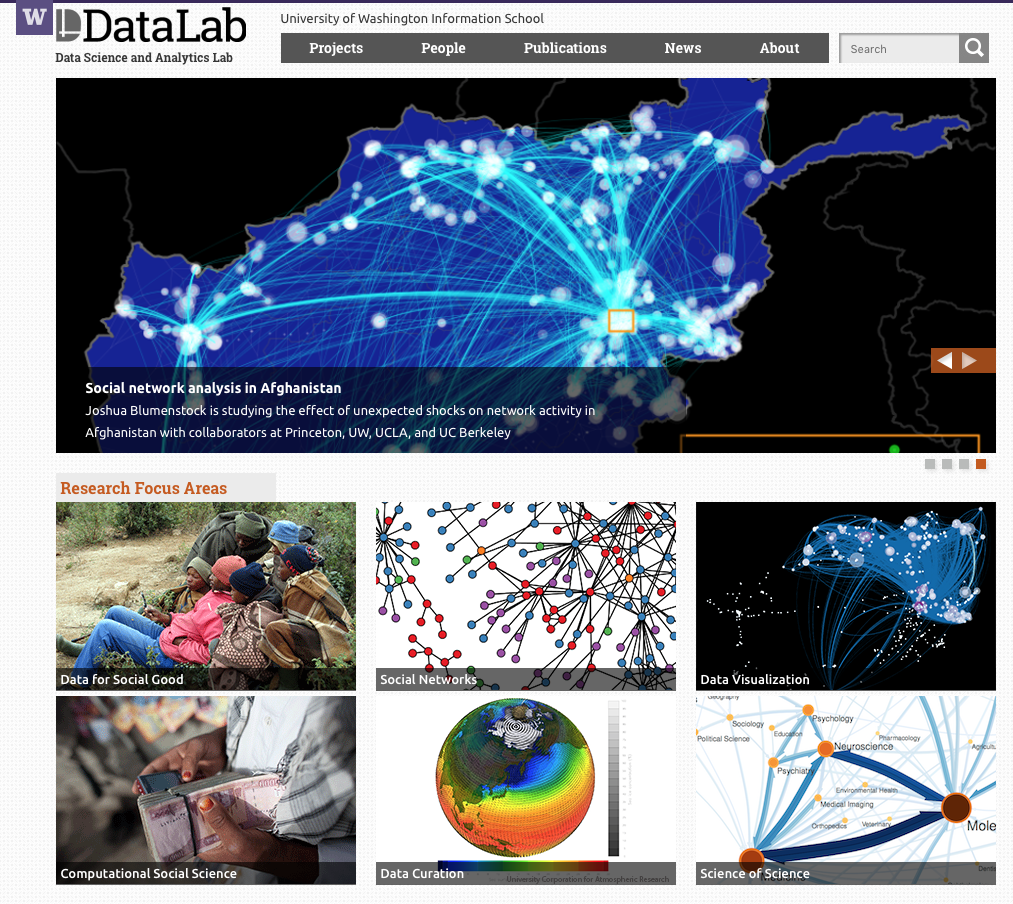 W
DataLab
Data Science and Analytics Lab
University of Washington Information School
Projects People Publications News About
Search
Social network analysis in Afghanistan
Joshua Blumenstock is studying the effect of unexpected shocks on network activity in
Afghanistan with collaborators at Princeton, UW, UCLA, and UC Berkeley
Research Focus Areas
Data for Social Good
Social Networks
Data Visualization
Computational Social Science
University Corporation for Atmospheric Research
Data Curation
Geography
Sociology
Psychology
Education
Political Science
Pharmacology
Neuroscience
Psychiatry
Environmental Health
Medical Imaging
Orthopedics
Veterinary
Mole
Science of Science